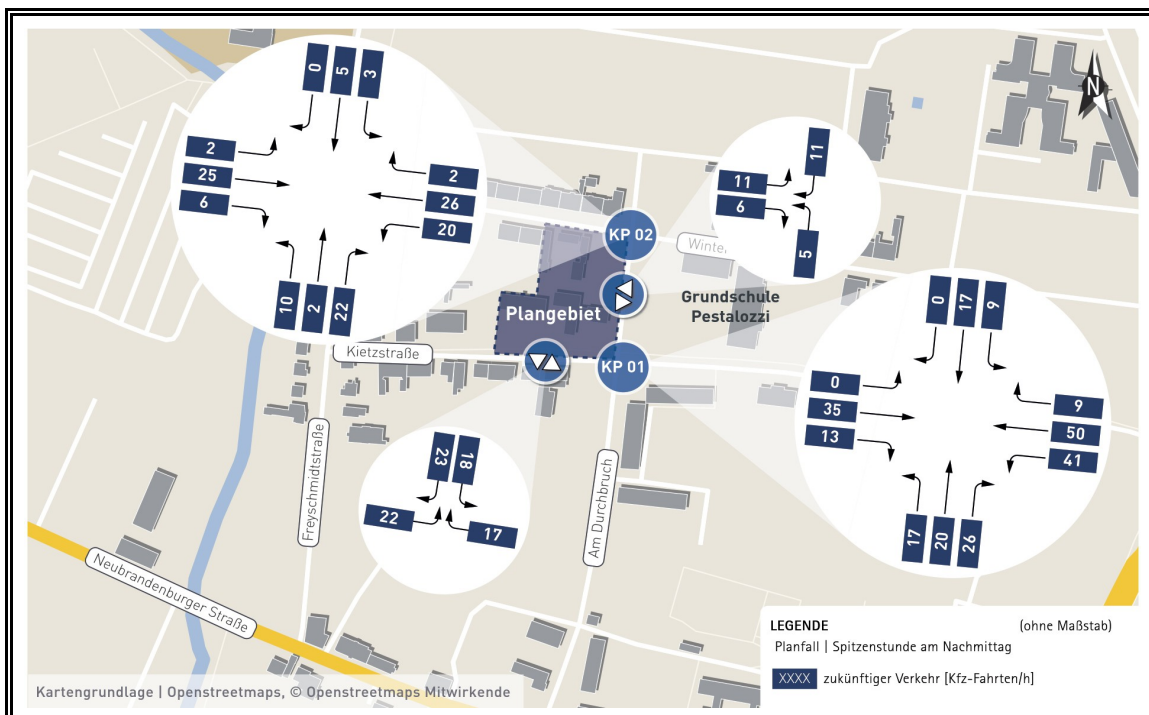 0 5 3
2
25
6
2
26
20
10 2 22
11
11
6
5
N
KP 02
Winte
Grundschule
Pestalozzi
Plangebiet
Kietzstraße
KP 01
0 17 9
0
35
13
9
50
41
17 20 26
23 18
22
17
Freyschmidtstraße
Am Durchbruch
Neubrandenburger Straße
LEGENDE (ohne Maßstab)
Planfall | Spitzenstunde am Nachmittag
XXXX zukünftiger Verkehr [Kfz-Fahrten/h]
Kartengrundlage | Openstreetmaps, © Openstreetmaps Mitwirkende